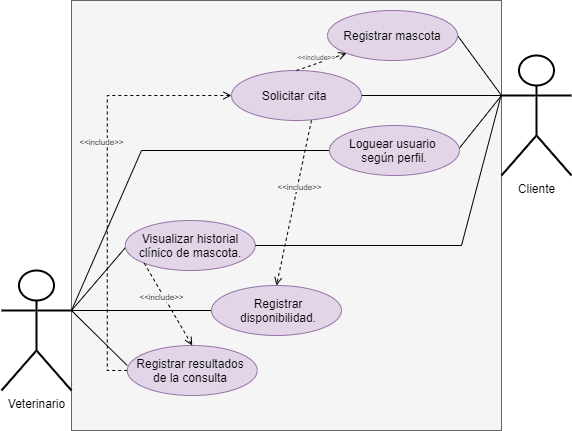 Registrar mascota
<<include>>
Solicitar cita
<<include>>
Loguear usuario
según perfil.
<<include>>
Cliente
Visualizar historial
clínico de mascota.
<<include>>
Registrar
disponibilidad.
Registrar resultados
de la consulta
Veterinario